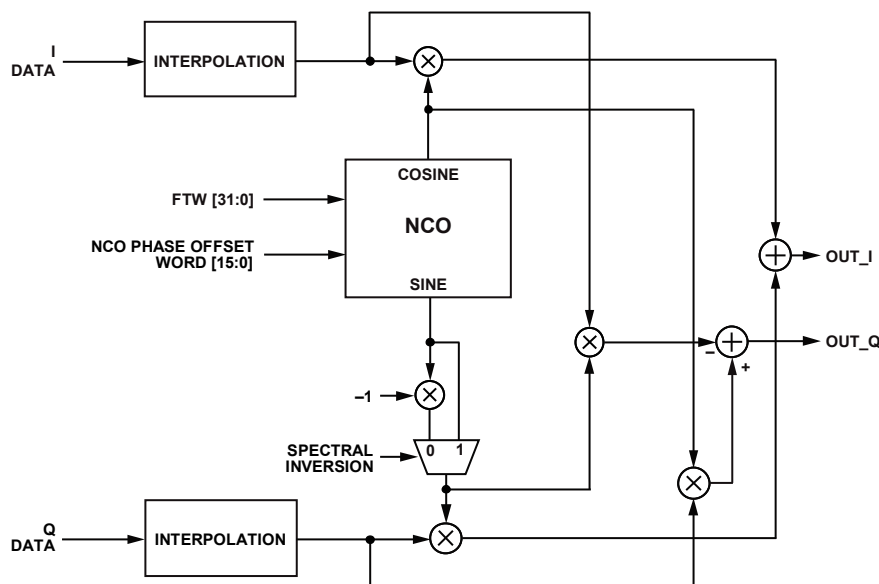 I
DATA
INTERPOLATION
COSINE
FTW [31:0]
NCO
NCO PHASE OFFSET
WORD [15:0]
SINE
OUT_I
OUT_Q
–
+
–1
0 1
SPECTRAL
INVERSION
Q
DATA
INTERPOLATION